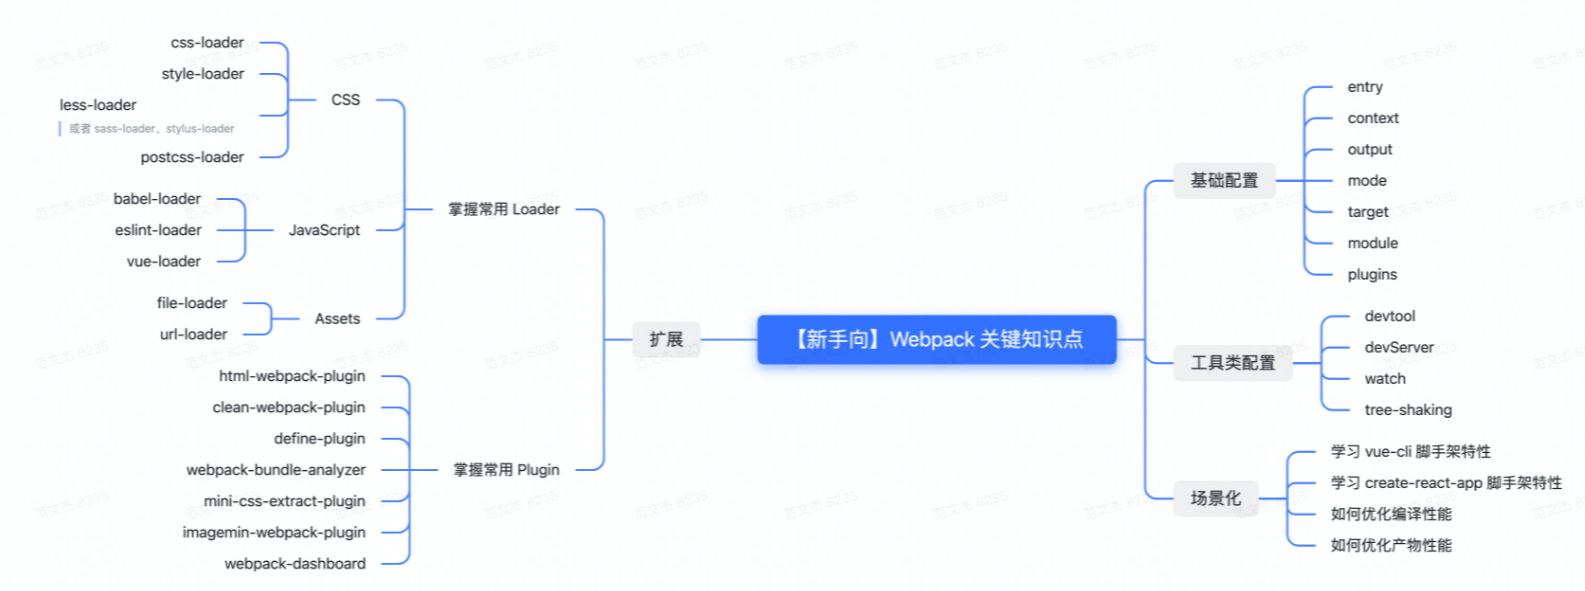 css-loader
style-loader
less-loader
或者 sass-loader、stylus-loader
postcss-loader
CSS
babel-loader
eslint-loader
vue-loader
JavaScript
file-loader
url-loader
Assets
掌握常用 Loader
html-webpack-plugin
clean-webpack-plugin
define-plugin
webpack-bundle-analyzer
mini-css-extract-plugin
imagemin-webpack-plugin
webpack-dashboard
掌握常用 Plugin
扩展
【新手向】Webpack 关键知识点
基础配置
entry
context
output
mode
target
module
plugins
工具类配置
devtool
devServer
watch
tree-shaking
场景化
学习 vue-cli 脚手架特性
学习 create-react-app 脚手架特性
如何优化编译性能
如何优化产物性能
范文杰 8235